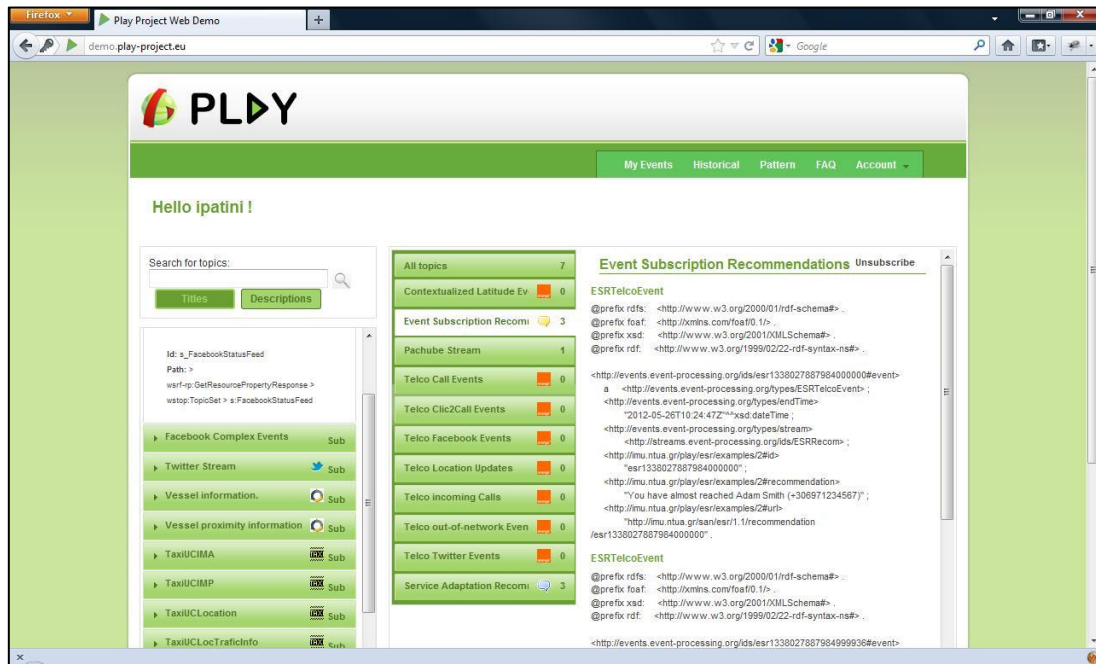 Firefox
Play Project Web Demo
demo.play-project.eu
Google
PLAY
My Events Historical Pattern FAQ Account
Hello ipatini !
Search for topics:
Titles Descriptions
Id: s_FacebookStatusFeed
Path: >
wsrf-rp:GetResourcePropertyResponse >
wstop:TopicSet > s:FacebookStatusFeed
Facebook Complex Events Sub
Twitter Stream Sub
Vessel information. Sub
Vessel proximity information Sub
TaxiUCIMA Sub
TaxiUCIMP Sub
TaxiUCLocation Sub
TaxiUCLocTraficInfo Sub
All topics 7
Contextualized Latitude Ev 0
Event Subscription Recom 3
Pachube Stream 1
Telco Call Events 0
Telco Clic2Call Events 0
Telco Facebook Events 0
Telco Location Updates 0
Telco incoming Calls 0
Telco out-of-network Even 0
Telco Twitter Events 0
Service Adaptation Recom 3
Event Subscription Recommendations Unsubscribe
ESRTelcoEvent
@prefix rdfs: <http://www.w3.org/2000/01/rdf-schema#> .
@prefix foaf: <http://xmlns.com/foaf/0.1/> .
@prefix xsd: <http://www.w3.org/2001/XMLSchema#> .
@prefix rdf: <http://www.w3.org/1999/02/22-rdf-syntax-ns#> .
<http://events.event-processing.org/ids/esr1338027887984000000#event>
a <http://events.event-processing.org/types/ESRTelcoEvent> ;
<http://events.event-processing.org/types/endTime>
"2012-05-26T10:24:47Z"^^xsd:dateTime ;
<http://events.event-processing.org/types/stream>
<http://streams.event-processing.org/ids/ESRRecom> ;
<http://imu.ntua.gr/play/esr/examples/2#id>
"esr1338027887984000000" ;
<http://imu.ntua.gr/play/esr/examples/2#recommendation>
"You have almost reached Adam Smith (+306971234567)" ;
<http://imu.ntua.gr/play/esr/examples/2#url>
"http://imu.ntua.gr/san/esr/1.1/recommendation
/esr1338027887984000000" .
ESRTelcoEvent
@prefix rdfs: <http://www.w3.org/2000/01/rdf-schema#> .
@prefix foaf: <http://xmlns.com/foaf/0.1/> .
@prefix xsd: <http://www.w3.org/2001/XMLSchema#> .
@prefix rdf: <http://www.w3.org/1999/02/22-rdf-syntax-ns#> .
<http://events.event-processing.org/ids/esr1338027887984999936#event>